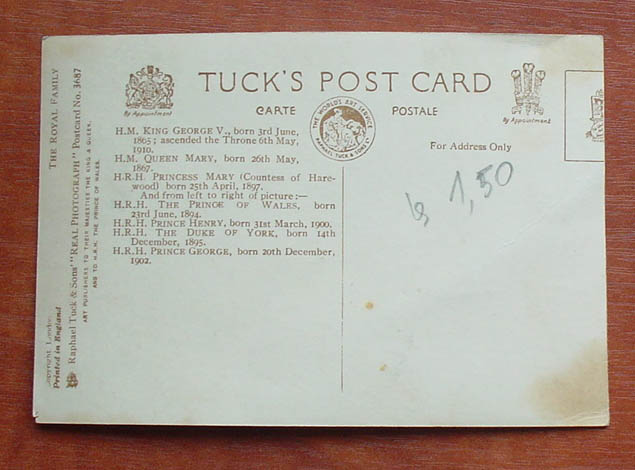 TUCK'S POST CARD
By Appointment
By Appointment
CARTE POSTALE
THE WORLD'S ART SERVICE
RAPHAEL TUCK & SONS LTD
For Address Only
H.M. KING GEORGE V., born 3rd June,
1865; ascended the Throne 6th May,
1910.
H.M. QUEEN MARY, born 26th May,
1867.
H.R.H. PRINCESS MARY (Countess of Hare-
wood) born 25th April, 1897.
And from left to right of picture:—
H.R.H. THE PRINCE OF WALES, born
23rd June, 1894.
H.R.H. PRINCE HENRY, born 31st March, 1900.
H.R.H. THE DUKE OF YORK, born 14th
December, 1895.
H.R.H. PRINCE GEORGE, born 20th December,
1902.
1,50
THE ROYAL FAMILY
Raphael Tuck & Sons' "REAL PHOTOGRAPH" Postcard No. 3687
ART PUBLISHERS TO THEIR MAJESTIES THE KING & QUEEN,
AND TO H.R.H. THE PRINCE OF WALES.
Copyright London
Printed in England